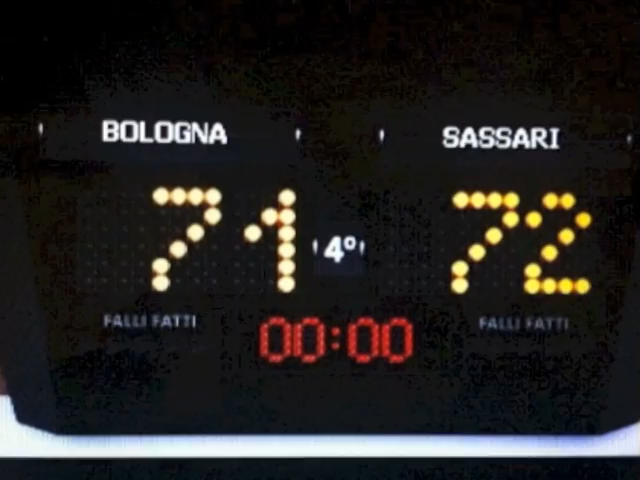 BOLOGNA SASSARI
71 4° 72
FALLI FATTI FALLI FATTI
00:00